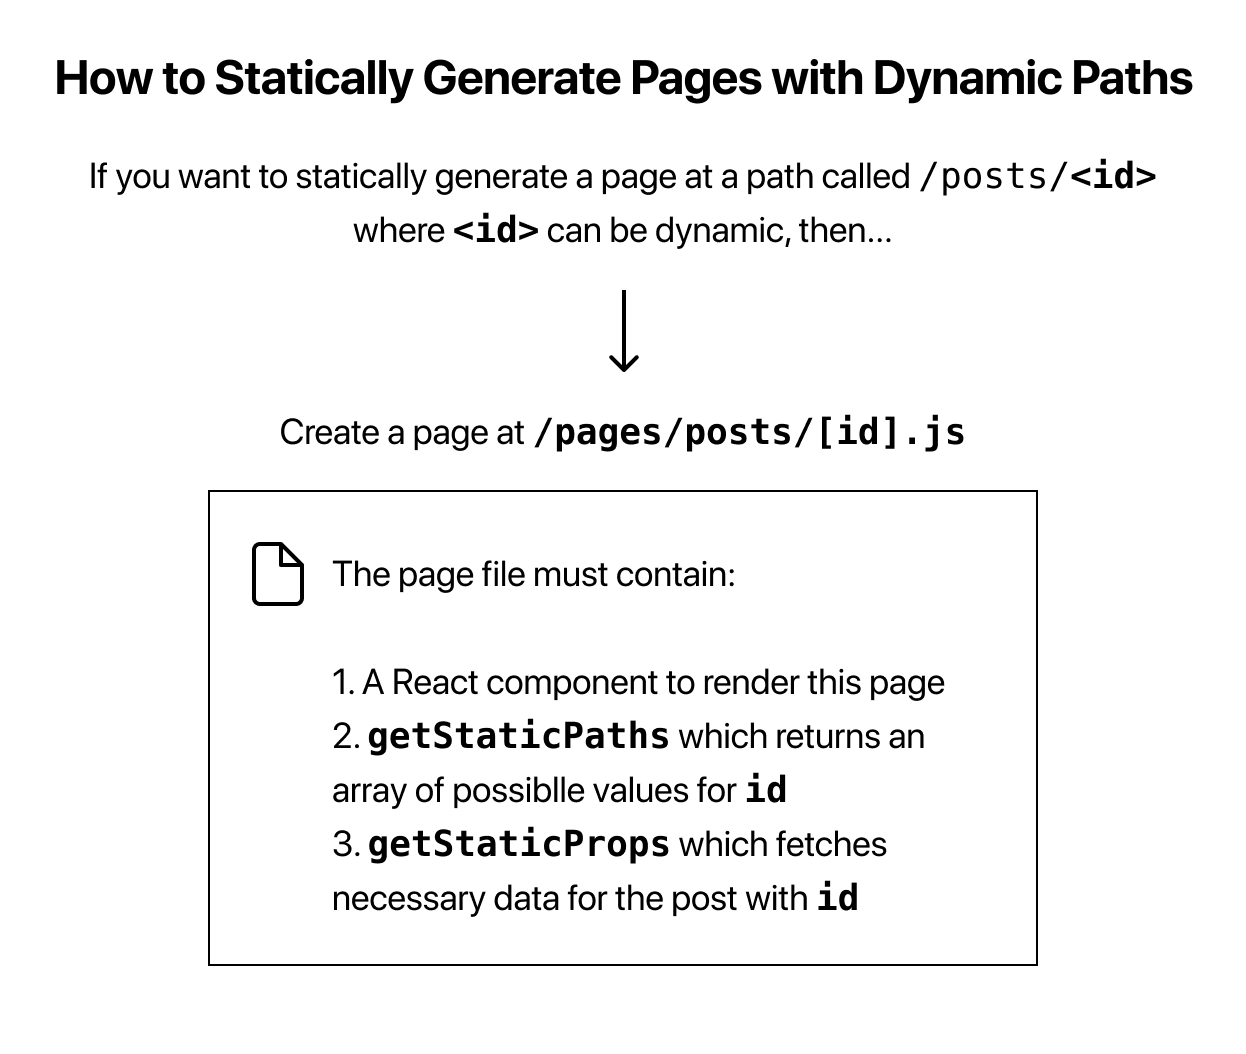 How to Statically Generate Pages with Dynamic Paths
If you want to statically generate a page at a path called /posts/<id>
where <id> can be dynamic, then...
Create a page at /pages/posts/[id].js
The page file must contain:
1. A React component to render this page
2. getStaticPaths which returns an
array of possiblle values for id
3. getStaticProps which fetches
necessary data for the post with id